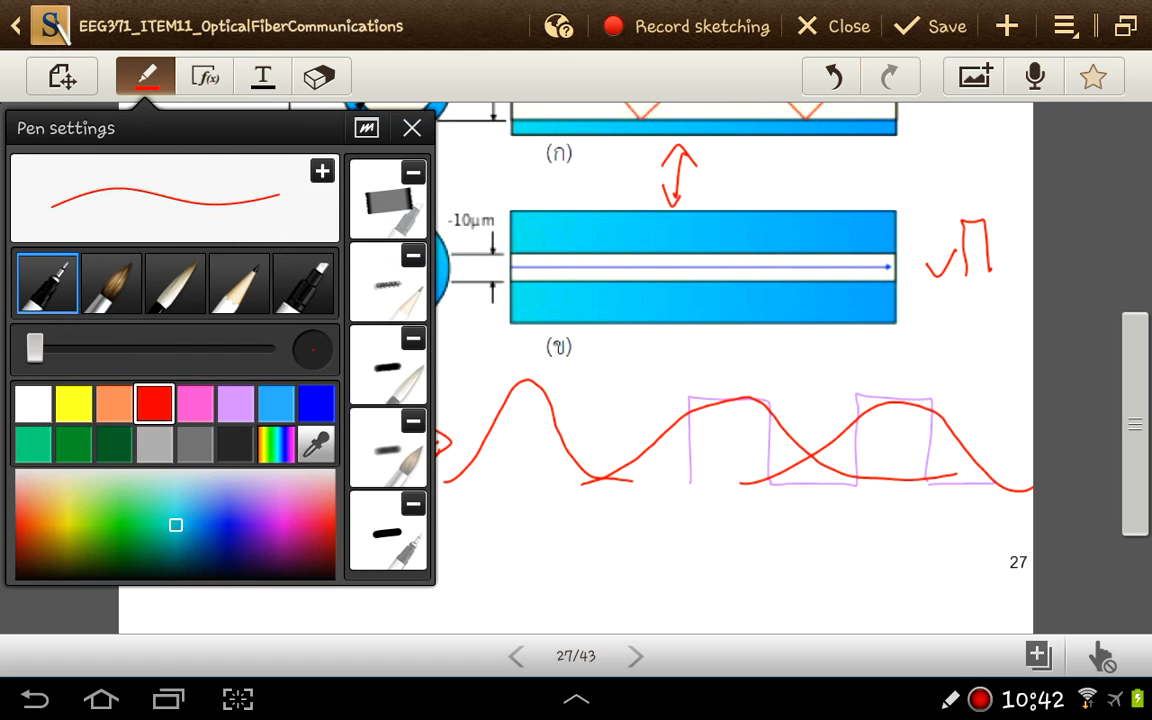 EEG371_ITEM11_OpticalFiberCommunications
Record sketching
Close
Save
f(x)
T
Pen settings
(ก)
-10µm
(ข)
27
27/43
10:42